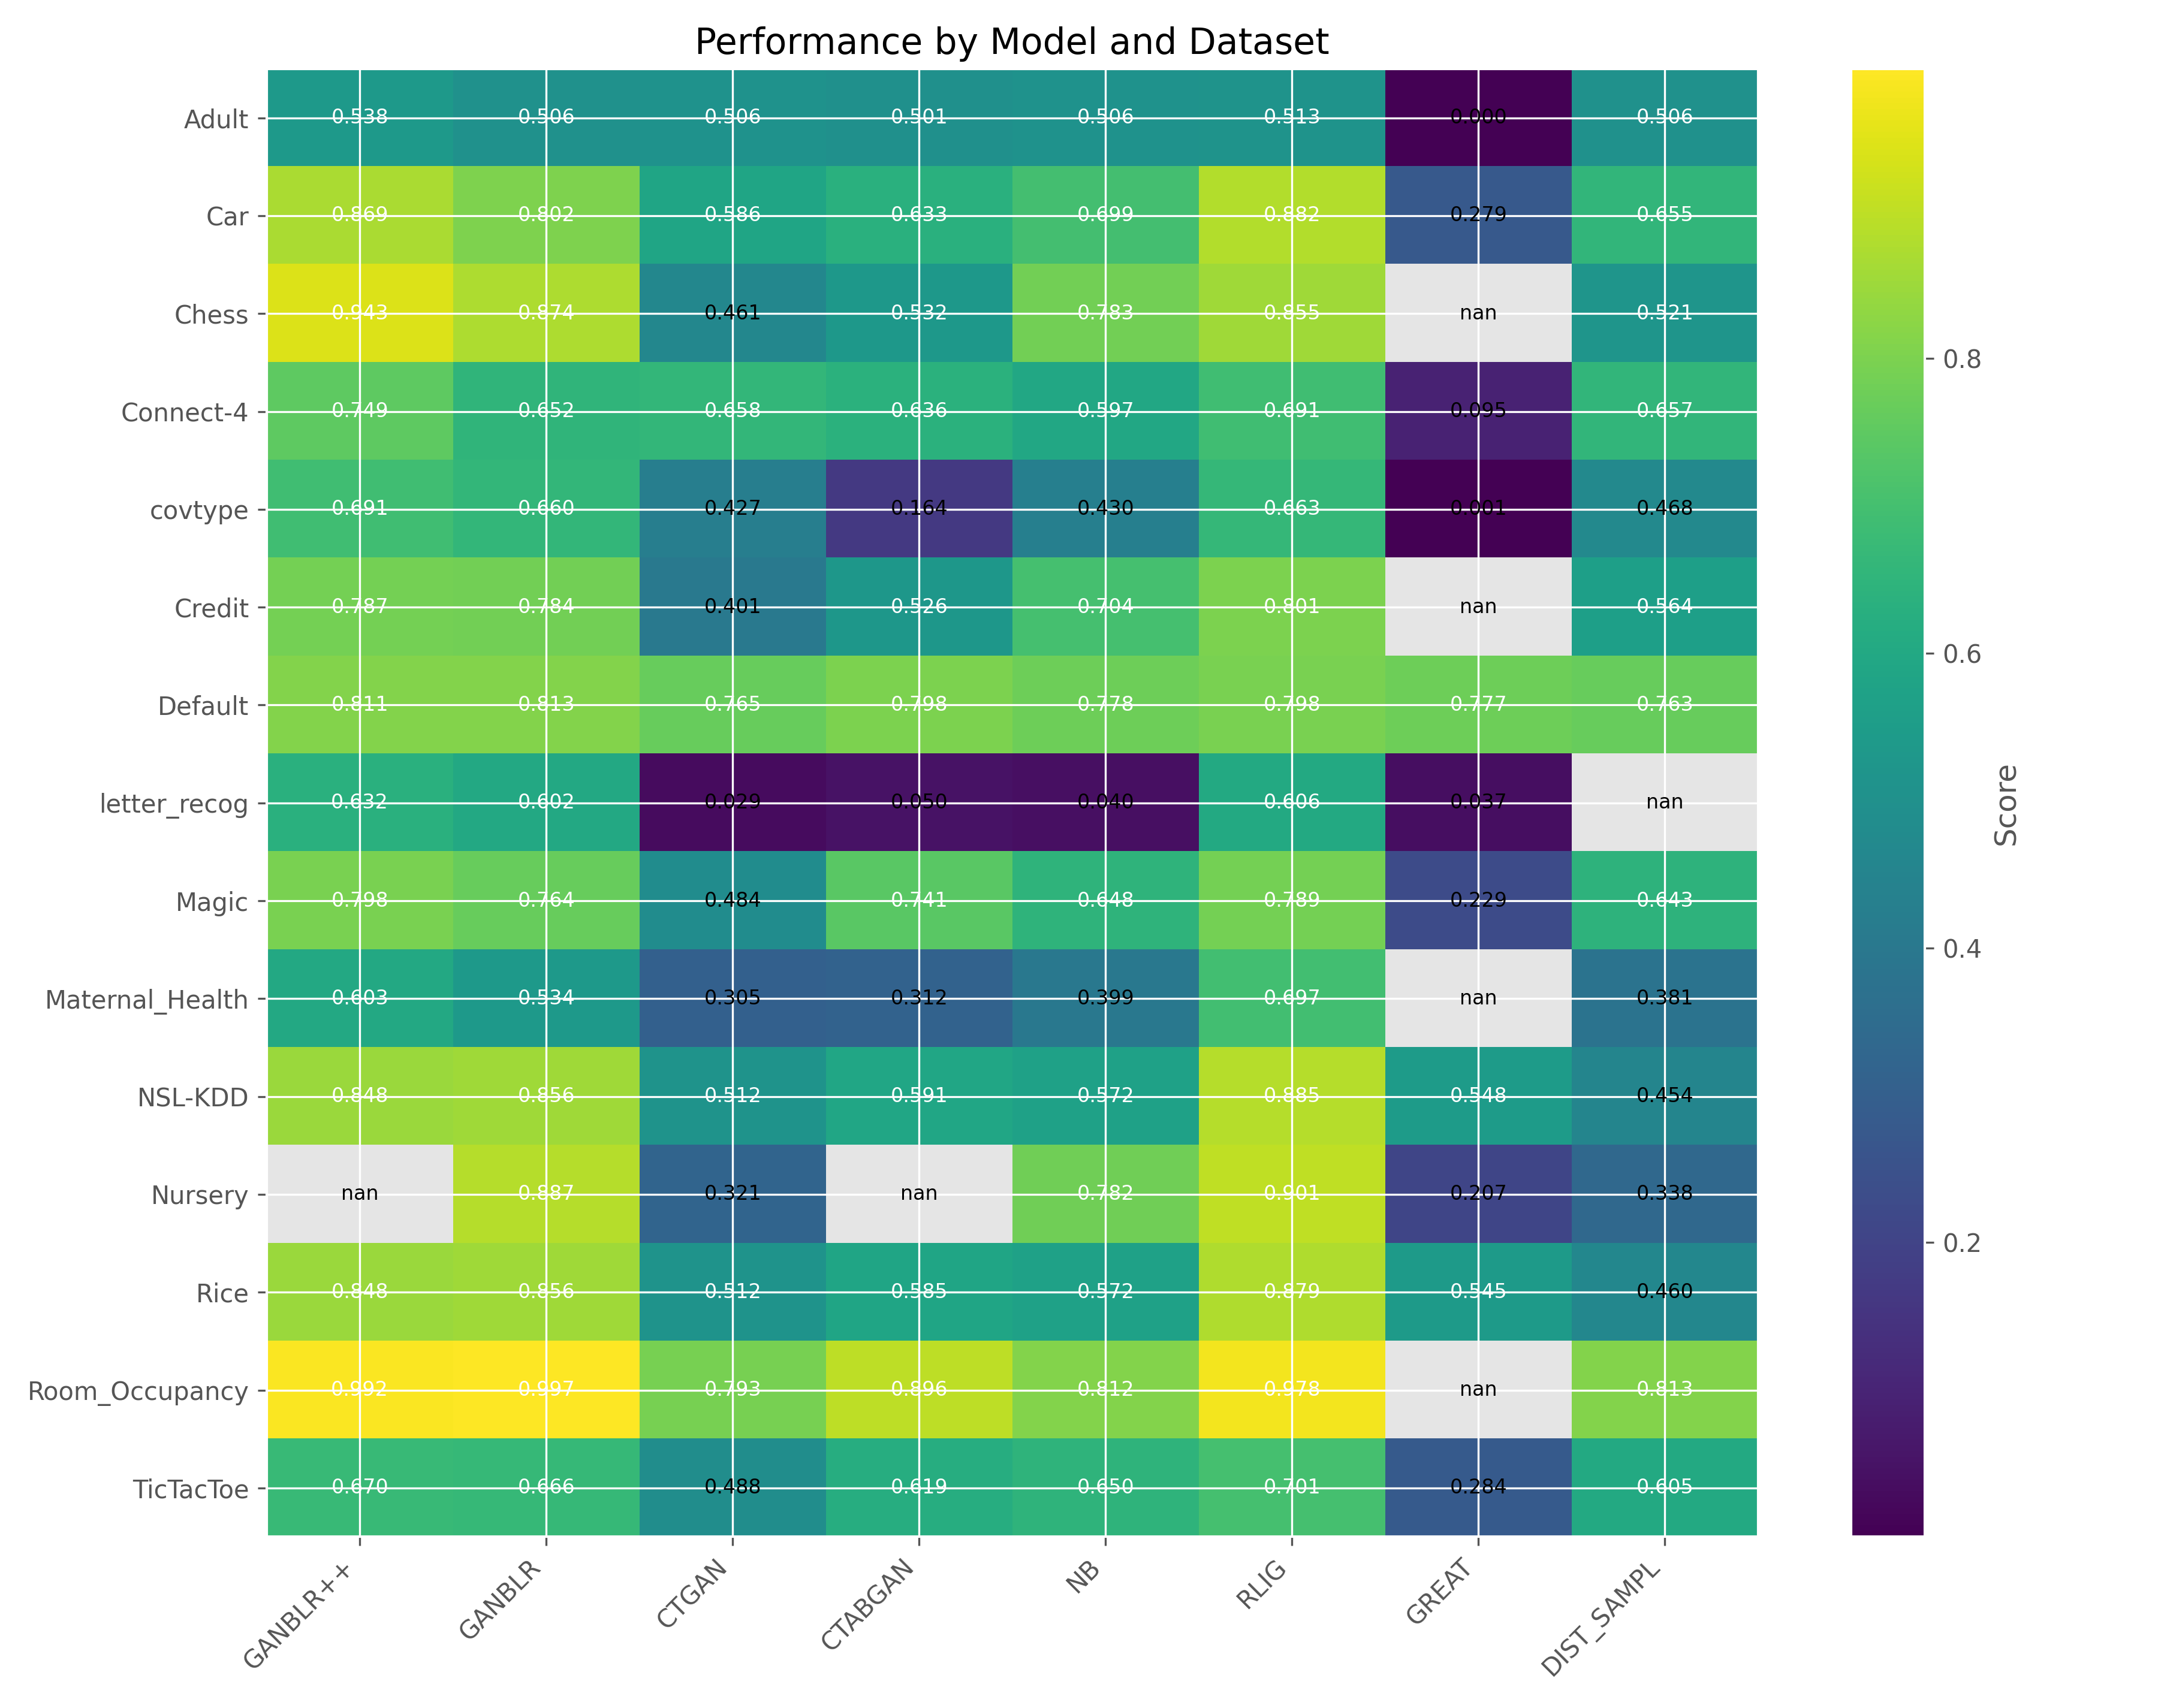 Performance by Model and Dataset
Adult 0.538 0.506 0.506 0.501 0.506 0.513 0.000 0.506
Car 0.869 0.802 0.586 0.633 0.699 0.882 0.279 0.655
Chess 0.943 0.874 0.461 0.532 0.783 0.855 nan 0.521
Connect-4 0.749 0.652 0.658 0.636 0.597 0.691 0.095 0.657
covtype 0.691 0.660 0.427 0.164 0.430 0.663 0.001 0.468
Credit 0.787 0.784 0.401 0.526 0.704 0.801 nan 0.564
Default 0.811 0.813 0.765 0.798 0.778 0.798 0.777 0.763
letter_recog 0.632 0.602 0.029 0.050 0.040 0.606 0.037 nan
Magic 0.798 0.764 0.484 0.741 0.648 0.789 0.229 0.643
Maternal_Health 0.603 0.534 0.305 0.312 0.399 0.697 nan 0.381
NSL-KDD 0.848 0.856 0.512 0.591 0.572 0.885 0.548 0.454
Nursery nan 0.887 0.321 nan 0.782 0.901 0.207 0.338
Rice 0.848 0.856 0.512 0.585 0.572 0.879 0.545 0.460
Room_Occupancy 0.992 0.997 0.793 0.896 0.812 0.978 nan 0.813
TicTacToe 0.670 0.666 0.488 0.619 0.650 0.701 0.284 0.605
GANBLR++ GANBLR CTGAN CTABGAN NB RLIG GREAT DIST_SAMPL
0.8
0.6
0.4
0.2
Score